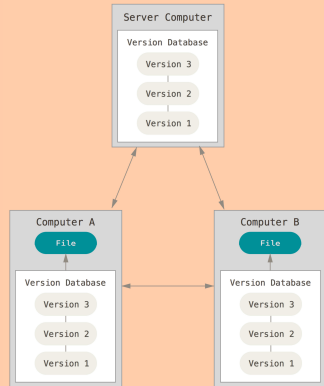 Server Computer
Version Database
Version 3
Version 2
Version 1
Computer A
File
Version Database
Version 3
Version 2
Version 1
Computer B
File
Version Database
Version 3
Version 2
Version 1